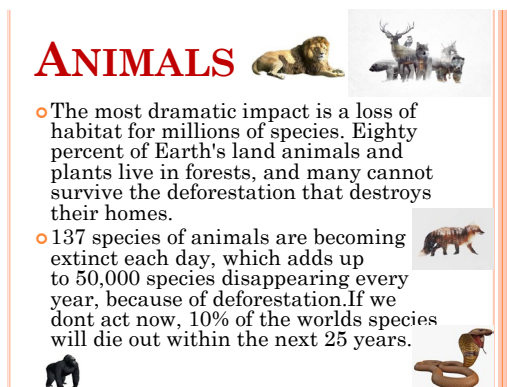 ANIMALS
The most dramatic impact is a loss of
habitat for millions of species. Eighty
percent of Earth's land animals and
plants live in forests, and many cannot
survive the deforestation that destroys
their homes.
137 species of animals are becoming
extinct each day, which adds up
to 50,000 species disappearing every
year, because of deforestation.If we
dont act now, 10% of the worlds species
will die out within the next 25 years.